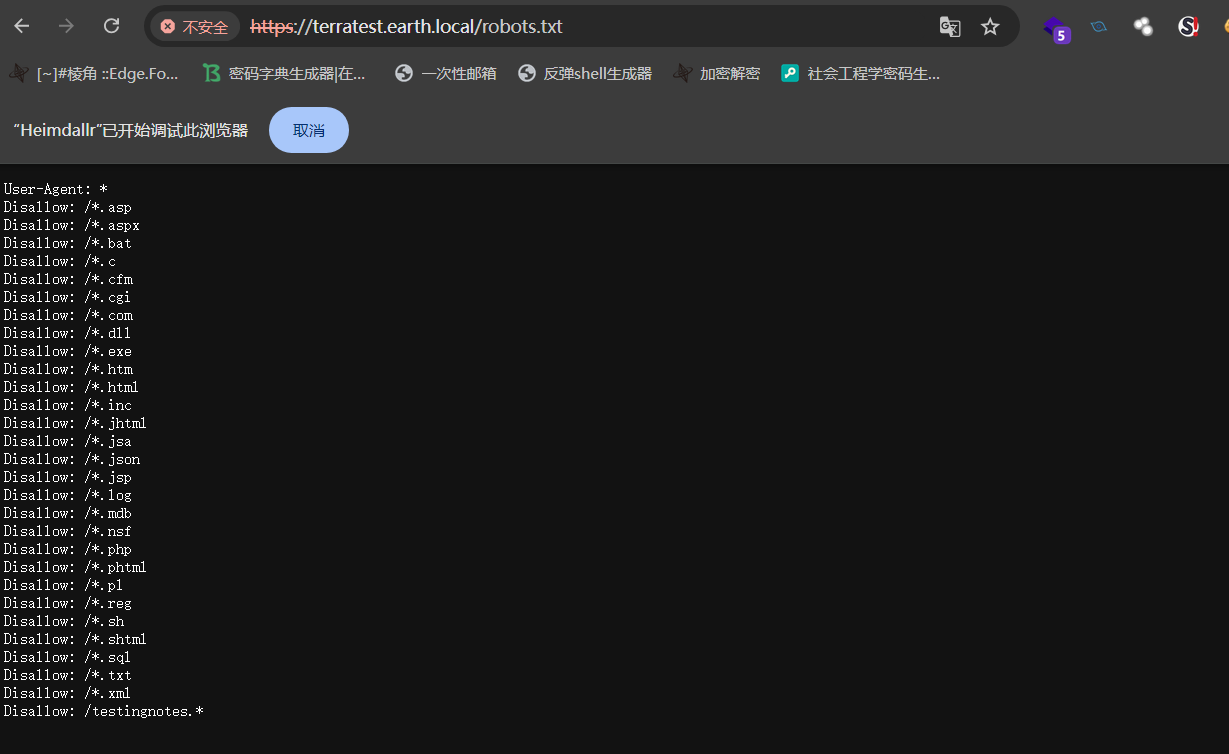 不安全 https://terratest.earth.local/robots.txt
5
[~]#棱角 ::Edge.Fo... 密码字典生成器|在... 一次性邮箱 反弹shell生成器 加密解密 社会工程学密码生...
“Heimdallr”已开始调试此浏览器 取消
User-Agent: *
Disallow: /*.asp
Disallow: /*.aspx
Disallow: /*.bat
Disallow: /*.c
Disallow: /*.cfm
Disallow: /*.cgi
Disallow: /*.com
Disallow: /*.dll
Disallow: /*.exe
Disallow: /*.htm
Disallow: /*.html
Disallow: /*.inc
Disallow: /*.jhtml
Disallow: /*.jsa
Disallow: /*.json
Disallow: /*.jsp
Disallow: /*.log
Disallow: /*.mdb
Disallow: /*.nsf
Disallow: /*.php
Disallow: /*.phtml
Disallow: /*.pl
Disallow: /*.reg
Disallow: /*.sh
Disallow: /*.shtml
Disallow: /*.sql
Disallow: /*.txt
Disallow: /*.xml
Disallow: /testingnotes.*